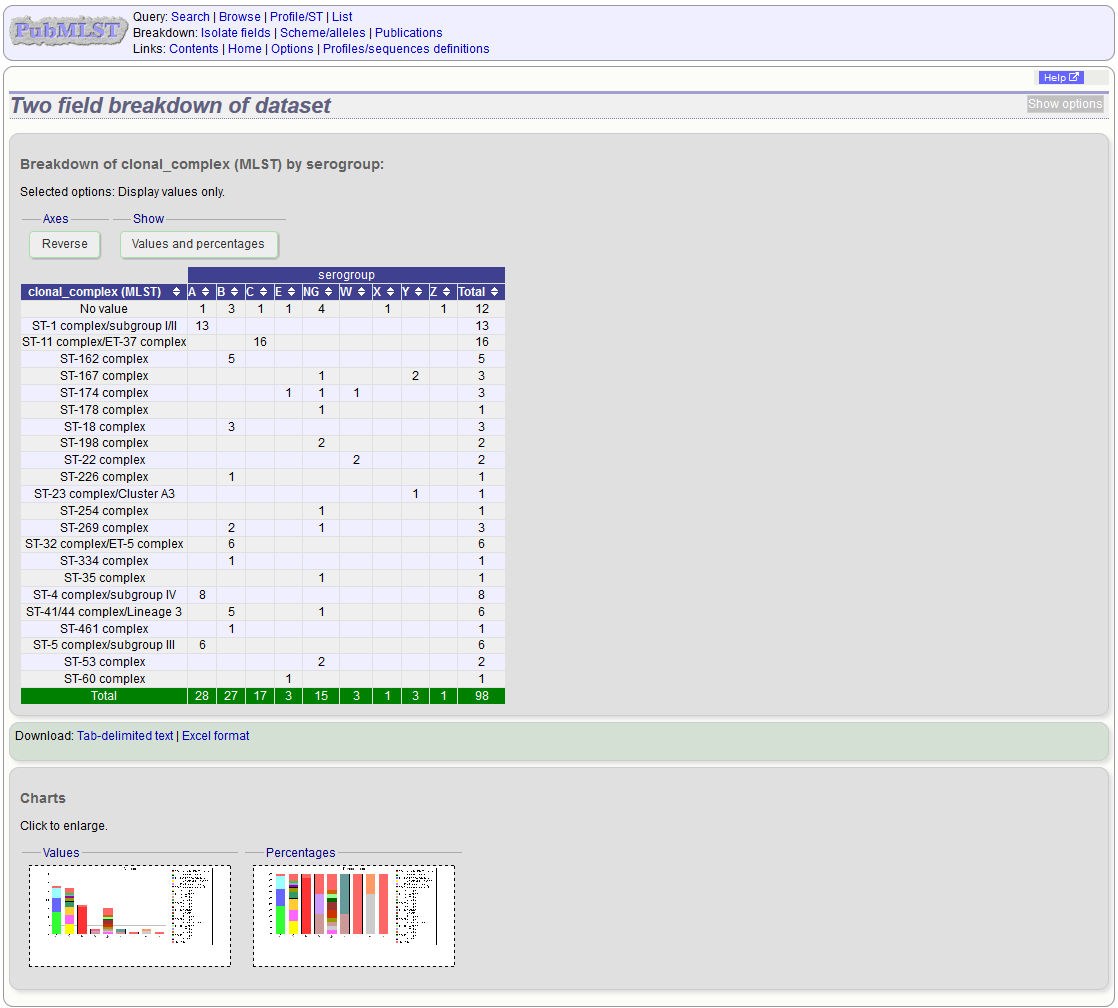 PubMLST
Query: Search | Browse | Profile/ST | List
Breakdown: Isolate fields | Scheme/alleles | Publications
Links: Contents | Home | Options | Profiles/sequences definitions
Help
Two field breakdown of dataset
Show options
Breakdown of clonal_complex (MLST) by serogroup:
Selected options: Display values only.
Axes Show
Reverse Values and percentages
serogroup
clonal_complex (MLST) A B C E NG W X Y Z Total
No value 1 3 1 1 4 1 1 12
ST-1 complex/subgroup I/II 13 13
ST-11 complex/ET-37 complex 16 16
ST-162 complex 5 5
ST-167 complex 1 2 3
ST-174 complex 1 1 1 3
ST-178 complex 1 1
ST-18 complex 3 3
ST-198 complex 2 2
ST-22 complex 2 2
ST-226 complex 1 1
ST-23 complex/Cluster A3 1 1
ST-254 complex 1 1
ST-269 complex 2 1 3
ST-32 complex/ET-5 complex 6 6
ST-334 complex 1 1
ST-35 complex 1 1
ST-4 complex/subgroup IV 8 8
ST-41/44 complex/Lineage 3 5 1 6
ST-461 complex 1 1
ST-5 complex/subgroup III 6 6
ST-53 complex 2 2
ST-60 complex 1 1
Total 28 27 17 3 15 3 1 3 1 98
Download: Tab-delimited text | Excel format
Charts
Click to enlarge.
Values Percentages